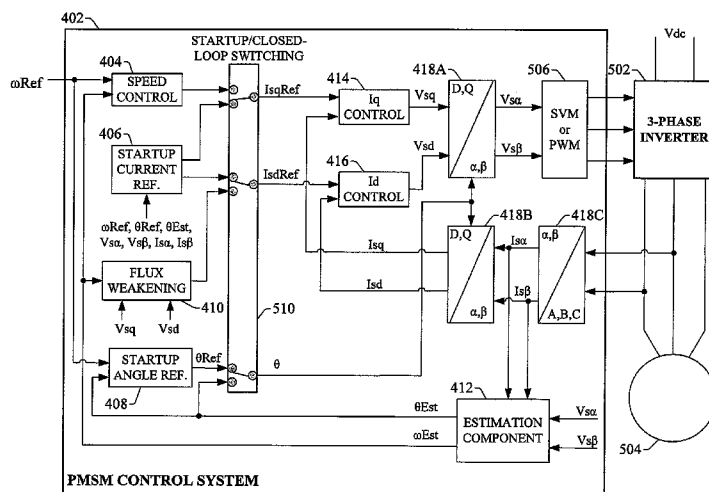 402
STARTUP/CLOSED-
LOOP SWITCHING
Vdc
404
414
418A
506
502
ωRef
SPEED
CONTROL
IsqRef
Iq
CONTROL
Vsq
D,Q
α,β
Vsα
Vsβ
SVM
or
PWM
3-PHASE
INVERTER
406
STARTUP
CURRENT
REF.
IsdRef
416
Id
CONTROL
Vsd
ωRef, θRef, θEst,
Vsα, Vsβ, Isα, Isβ
418B
418C
D,Q
α,β
Isq
Isα
α,β
A,B,C
Isd
Isβ
FLUX
WEAKENING
410
Vsq
Vsd
510
STARTUP
ANGLE REF.
408
θRef
θ
412
ESTIMATION
COMPONENT
θEst
ωEst
Vsα
Vsβ
504
PMSM CONTROL SYSTEM